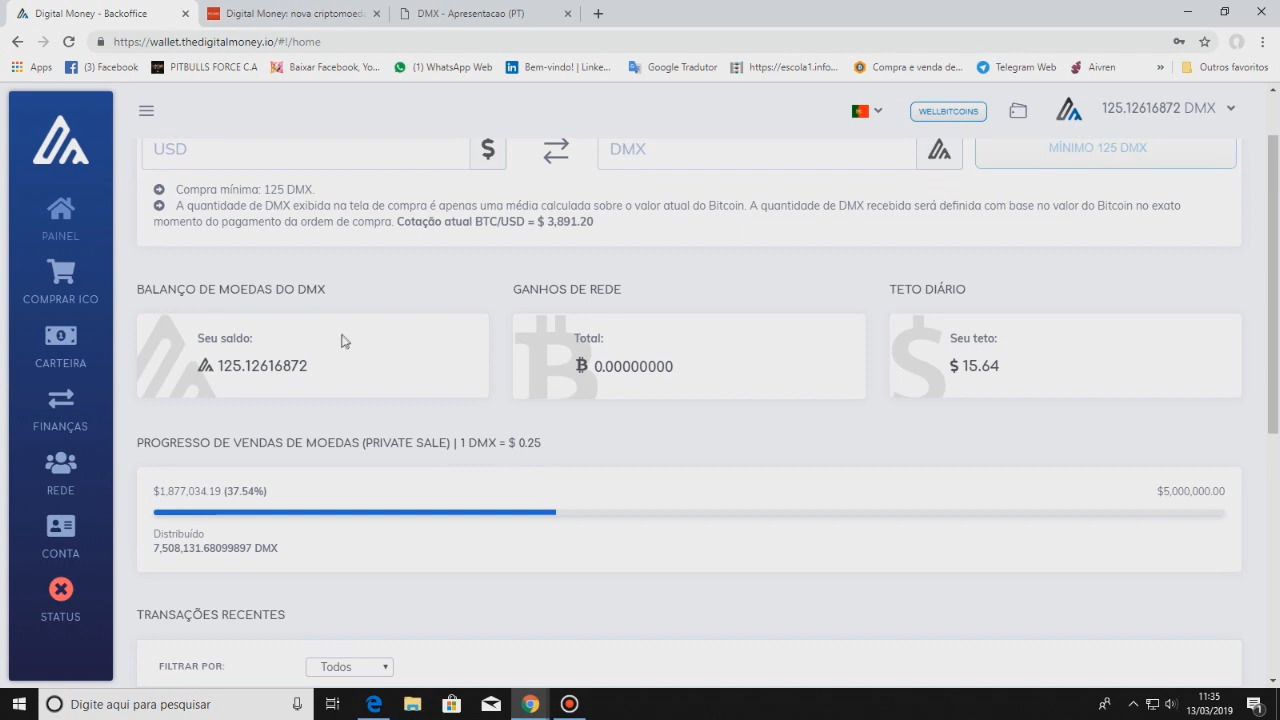 Digital Money - Backoffice
Digital Money: nova criptomoeda
DMX - Apresentacao (PT)
https://wallet.thedigitalmoney.io/#!/home
Apps
(3) Facebook
PITBULLS FORCE C.A
Baixar Facebook, Yo...
(1) WhatsApp Web
Bem-vindo! | Linke...
Google Tradutor
https://escola1.info...
Compra e venda de...
Telegram Web
Aivren
»
Outros favoritos
WELLBITCOINS
125.12616872 DMX
USD
$
DMX
MÍNIMO 125 DMX
Compra mínima: 125 DMX.
A quantidade de DMX exibida na tela de compra é apenas uma média calculada sobre o valor atual do Bitcoin. A quantidade de DMX recebida será definida com base no valor do Bitcoin no exato
momento do pagamento da ordem de compra. Cotação atual BTC/USD = $ 3,891.20
PAINEL
COMPRAR ICO
CARTEIRA
FINANÇAS
REDE
CONTA
STATUS
BALANÇO DE MOEDAS DO DMX
Seu saldo:
125.12616872
GANHOS DE REDE
Total:
0.00000000
TETO DIÁRIO
Seu teto:
$ 15.64
PROGRESSO DE VENDAS DE MOEDAS (PRIVATE SALE) | 1 DMX = $ 0.25
$1,877,034.19 (37.54%)
$5,000,000.00
Distribuído
7,508,131.68099897 DMX
TRANSAÇÕES RECENTES
FILTRAR POR:
Todos
Digite aqui para pesquisar
11:35
13/03/2019